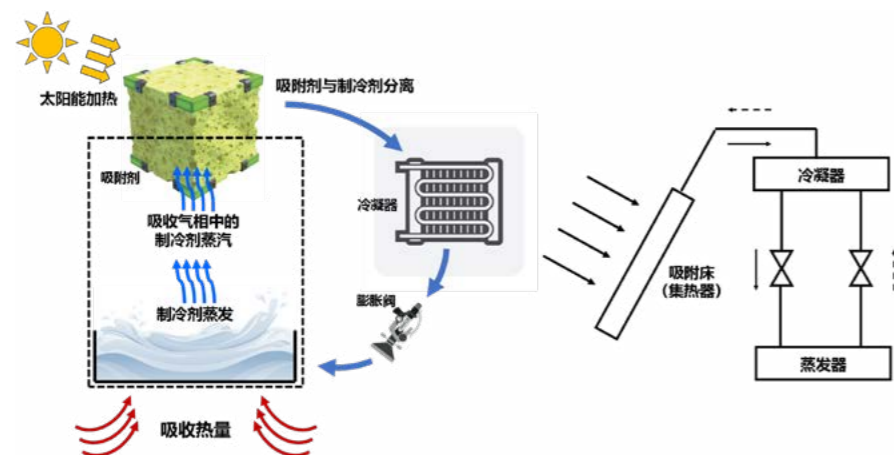 太阳能加热
吸附剂与制冷剂分离
吸附剂
吸收气相中的
制冷剂蒸汽
制冷剂蒸发
吸收热量
冷凝器
膨胀阀
吸附床
（集热器）
冷凝器
蒸发器